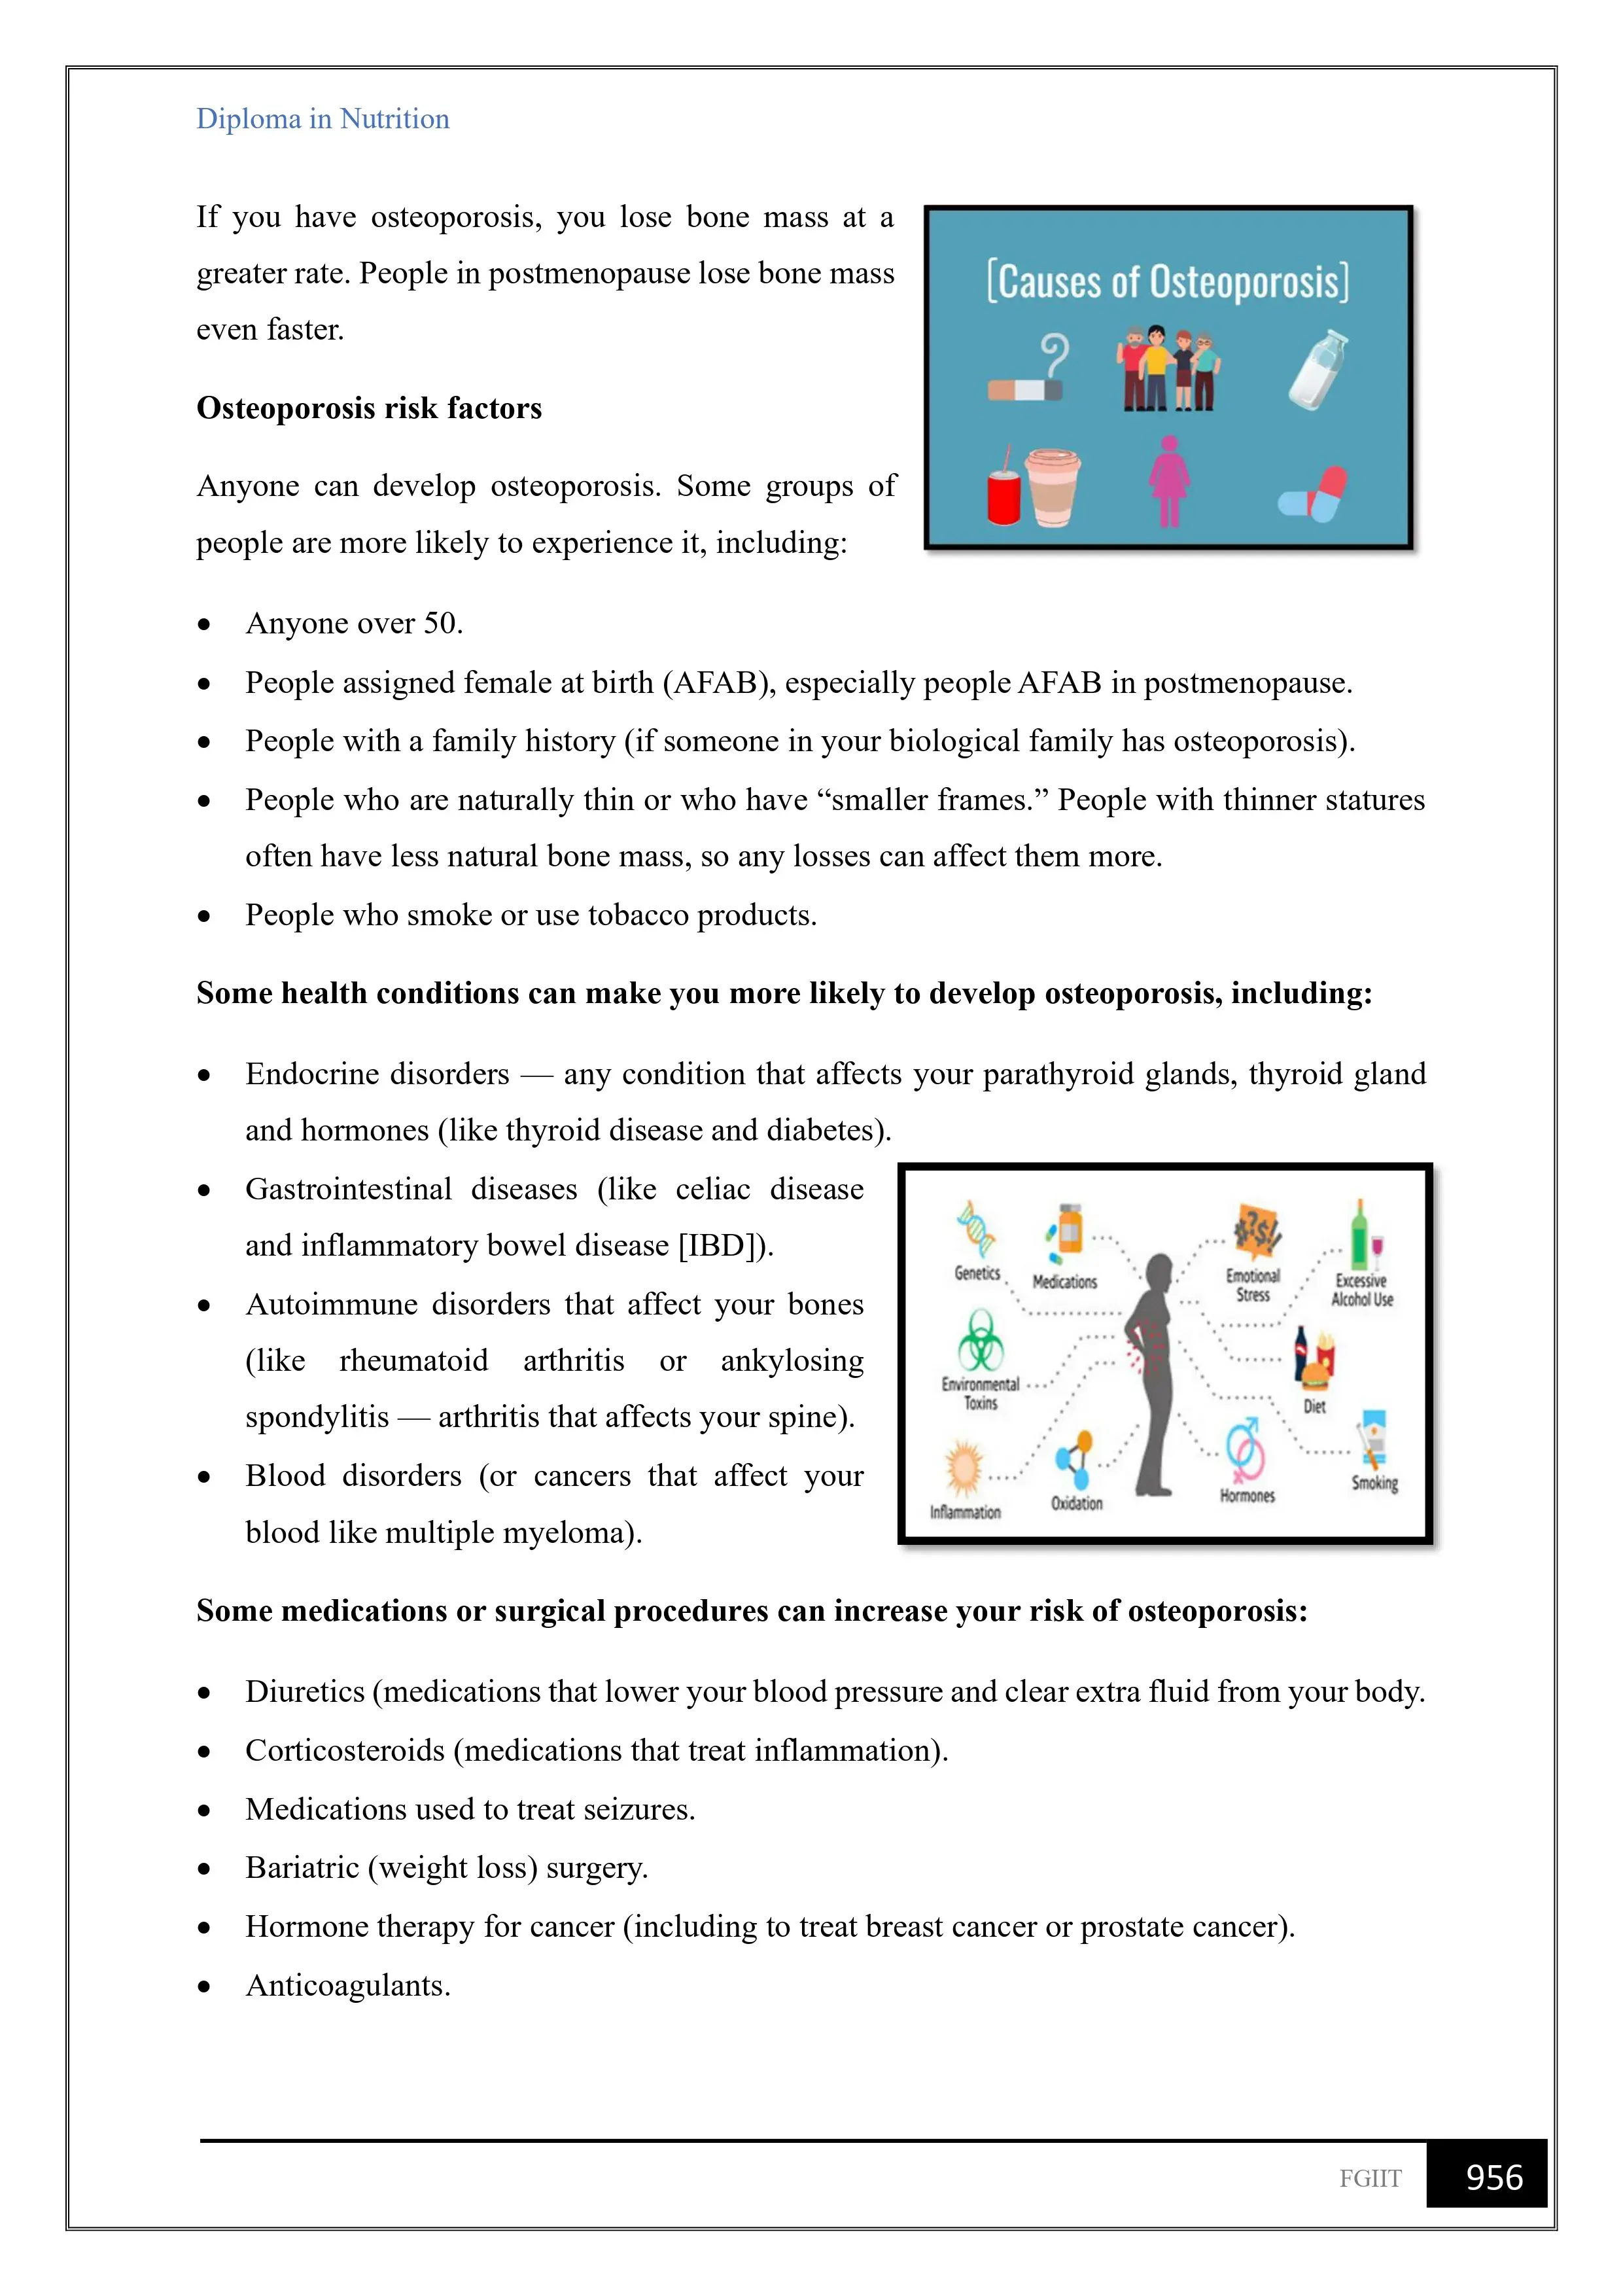 Diploma in Nutrition
If you have osteoporosis, you lose bone mass at a
greater rate. People in postmenopause lose bone mass
even faster.
[Causes of Osteoporosis]
Osteoporosis risk factors
Anyone can develop osteoporosis. Some groups of
people are more likely to experience it, including:
• Anyone over 50.
• People assigned female at birth (AFAB), especially people AFAB in postmenopause.
• People with a family history (if someone in your biological family has osteoporosis).
• People who are naturally thin or who have “smaller frames.” People with thinner statures
often have less natural bone mass, so any losses can affect them more.
• People who smoke or use tobacco products.
Some health conditions can make you more likely to develop osteoporosis, including:
• Endocrine disorders — any condition that affects your parathyroid glands, thyroid gland
and hormones (like thyroid disease and diabetes).
• Gastrointestinal diseases (like celiac disease
and inflammatory bowel disease [IBD]).
• Autoimmune disorders that affect your bones
(like rheumatoid arthritis or ankylosing
spondylitis — arthritis that affects your spine).
• Blood disorders (or cancers that affect your
blood like multiple myeloma).
Genetics
Medications
Emotional
Stress
Excessive
Alcohol Use
Environmental
Toxins
Diet
Inflammation
Oxidation
Hormones
Smoking
Some medications or surgical procedures can increase your risk of osteoporosis:
• Diuretics (medications that lower your blood pressure and clear extra fluid from your body.
• Corticosteroids (medications that treat inflammation).
• Medications used to treat seizures.
• Bariatric (weight loss) surgery.
• Hormone therapy for cancer (including to treat breast cancer or prostate cancer).
• Anticoagulants.
FGIIT
956